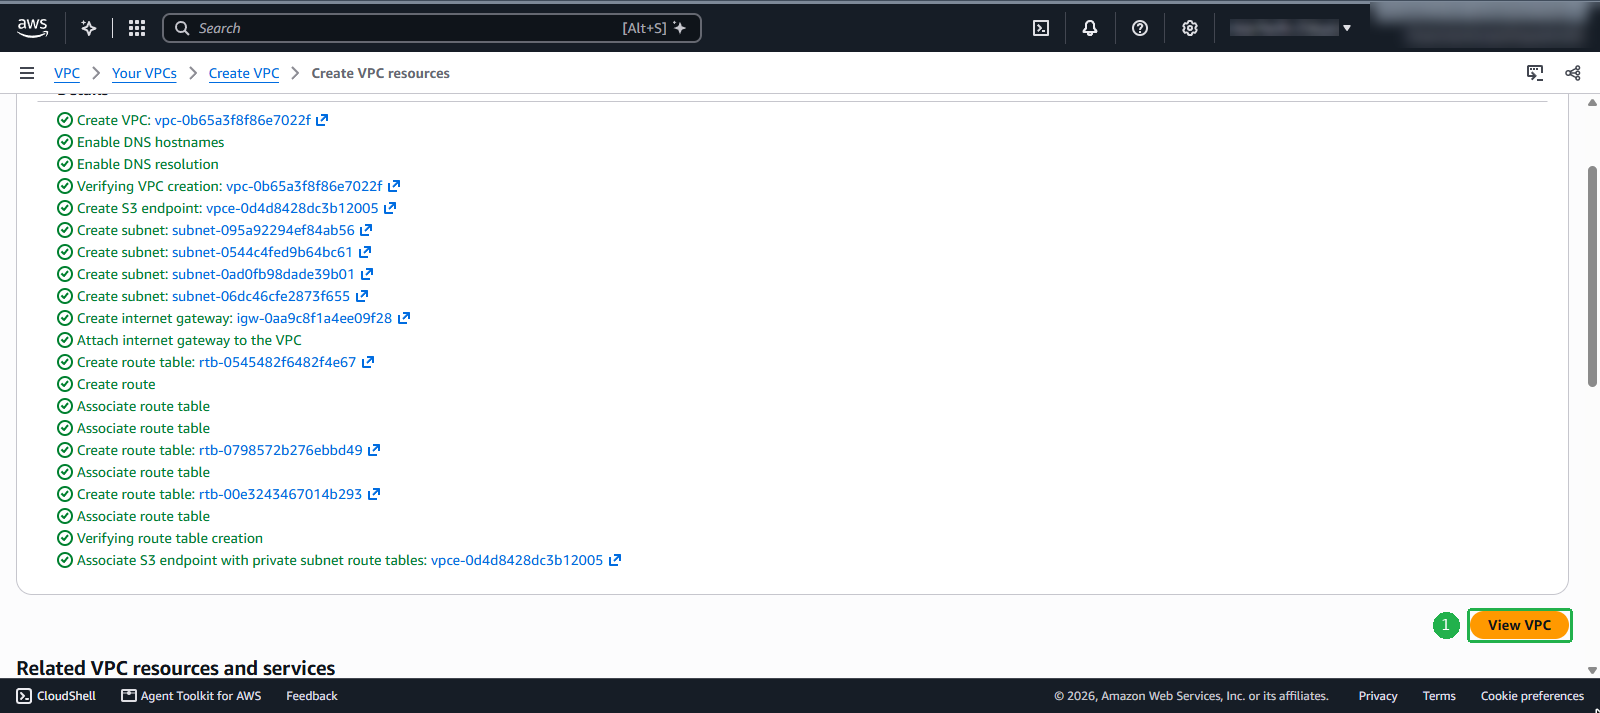 aws
Search [Alt+S]
VPC > Your VPCs > Create VPC > Create VPC resources
Details
Create VPC: vpc-0b65a3f8f86e7022f
Enable DNS hostnames
Enable DNS resolution
Verifying VPC creation: vpc-0b65a3f8f86e7022f
Create S3 endpoint: vpce-0d4d8428dc3b12005
Create subnet: subnet-095a92294ef84ab56
Create subnet: subnet-0544c4fed9b64bc61
Create subnet: subnet-0ad0fb98dade39b01
Create subnet: subnet-06dc46cfe2873f655
Create internet gateway: igw-0aa9c8f1a4ee09f28
Attach internet gateway to the VPC
Create route table: rtb-0545482f6482f4e67
Create route
Associate route table
Associate route table
Create route table: rtb-0798572b276ebbd49
Associate route table
Create route table: rtb-00e3243467014b293
Associate route table
Verifying route table creation
Associate S3 endpoint with private subnet route tables: vpce-0d4d8428dc3b12005
1 View VPC
Related VPC resources and services
CloudShell Agent Toolkit for AWS Feedback © 2026, Amazon Web Services, Inc. or its affiliates. Privacy Terms Cookie preferences